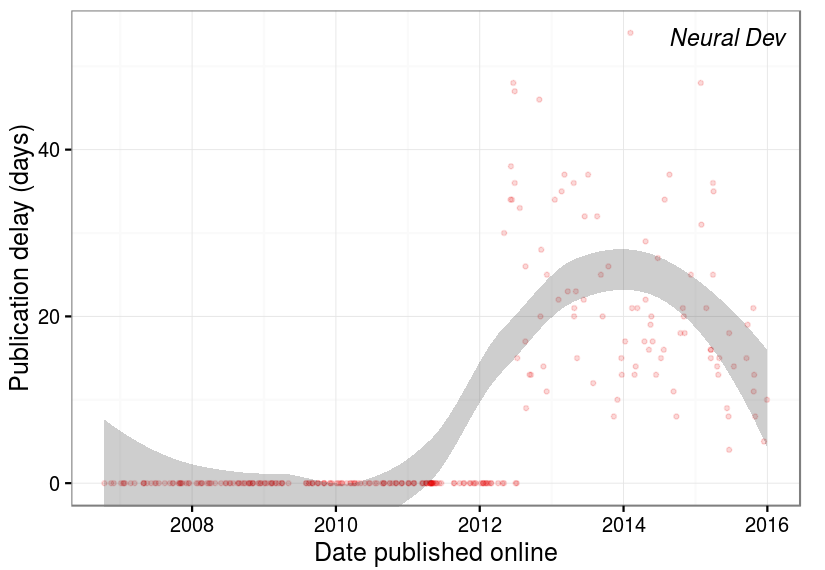 Neural Dev
Publication delay (days)
40
20
0
2008 2010 2012 2014 2016
Date published online